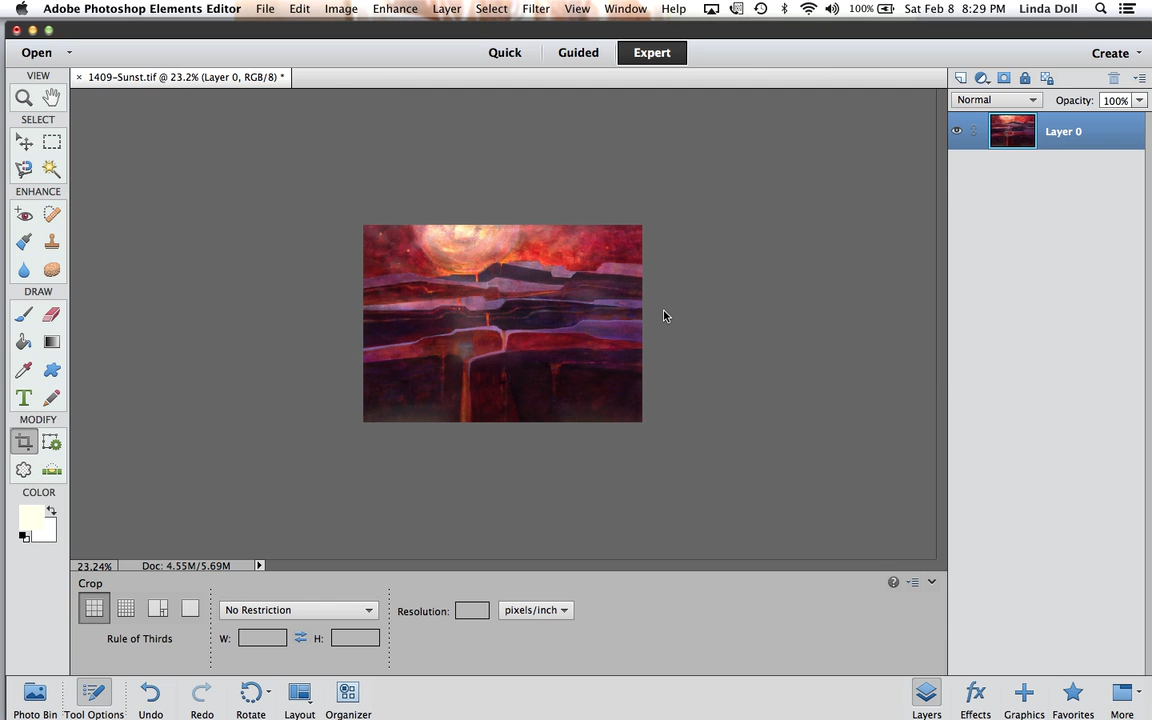 Adobe Photoshop Elements Editor File Edit Image Enhance Layer Select Filter View Window Help 100% Sat Feb 8 8:29 PM Linda Doll
Open Quick Guided Expert Create
VIEW × 1409-Sunst.tif @ 23.2% (Layer 0, RGB/8) *
Normal Opacity: 100%
SELECT
Layer 0
ENHANCE
DRAW
T
MODIFY
COLOR
23.24% Doc: 4.55M/5.69M
Crop
No Restriction Resolution: pixels/inch
Rule of Thirds W: H:
fx
Photo Bin Tool Options Undo Redo Rotate Layout Organizer Layers Effects Graphics Favorites More